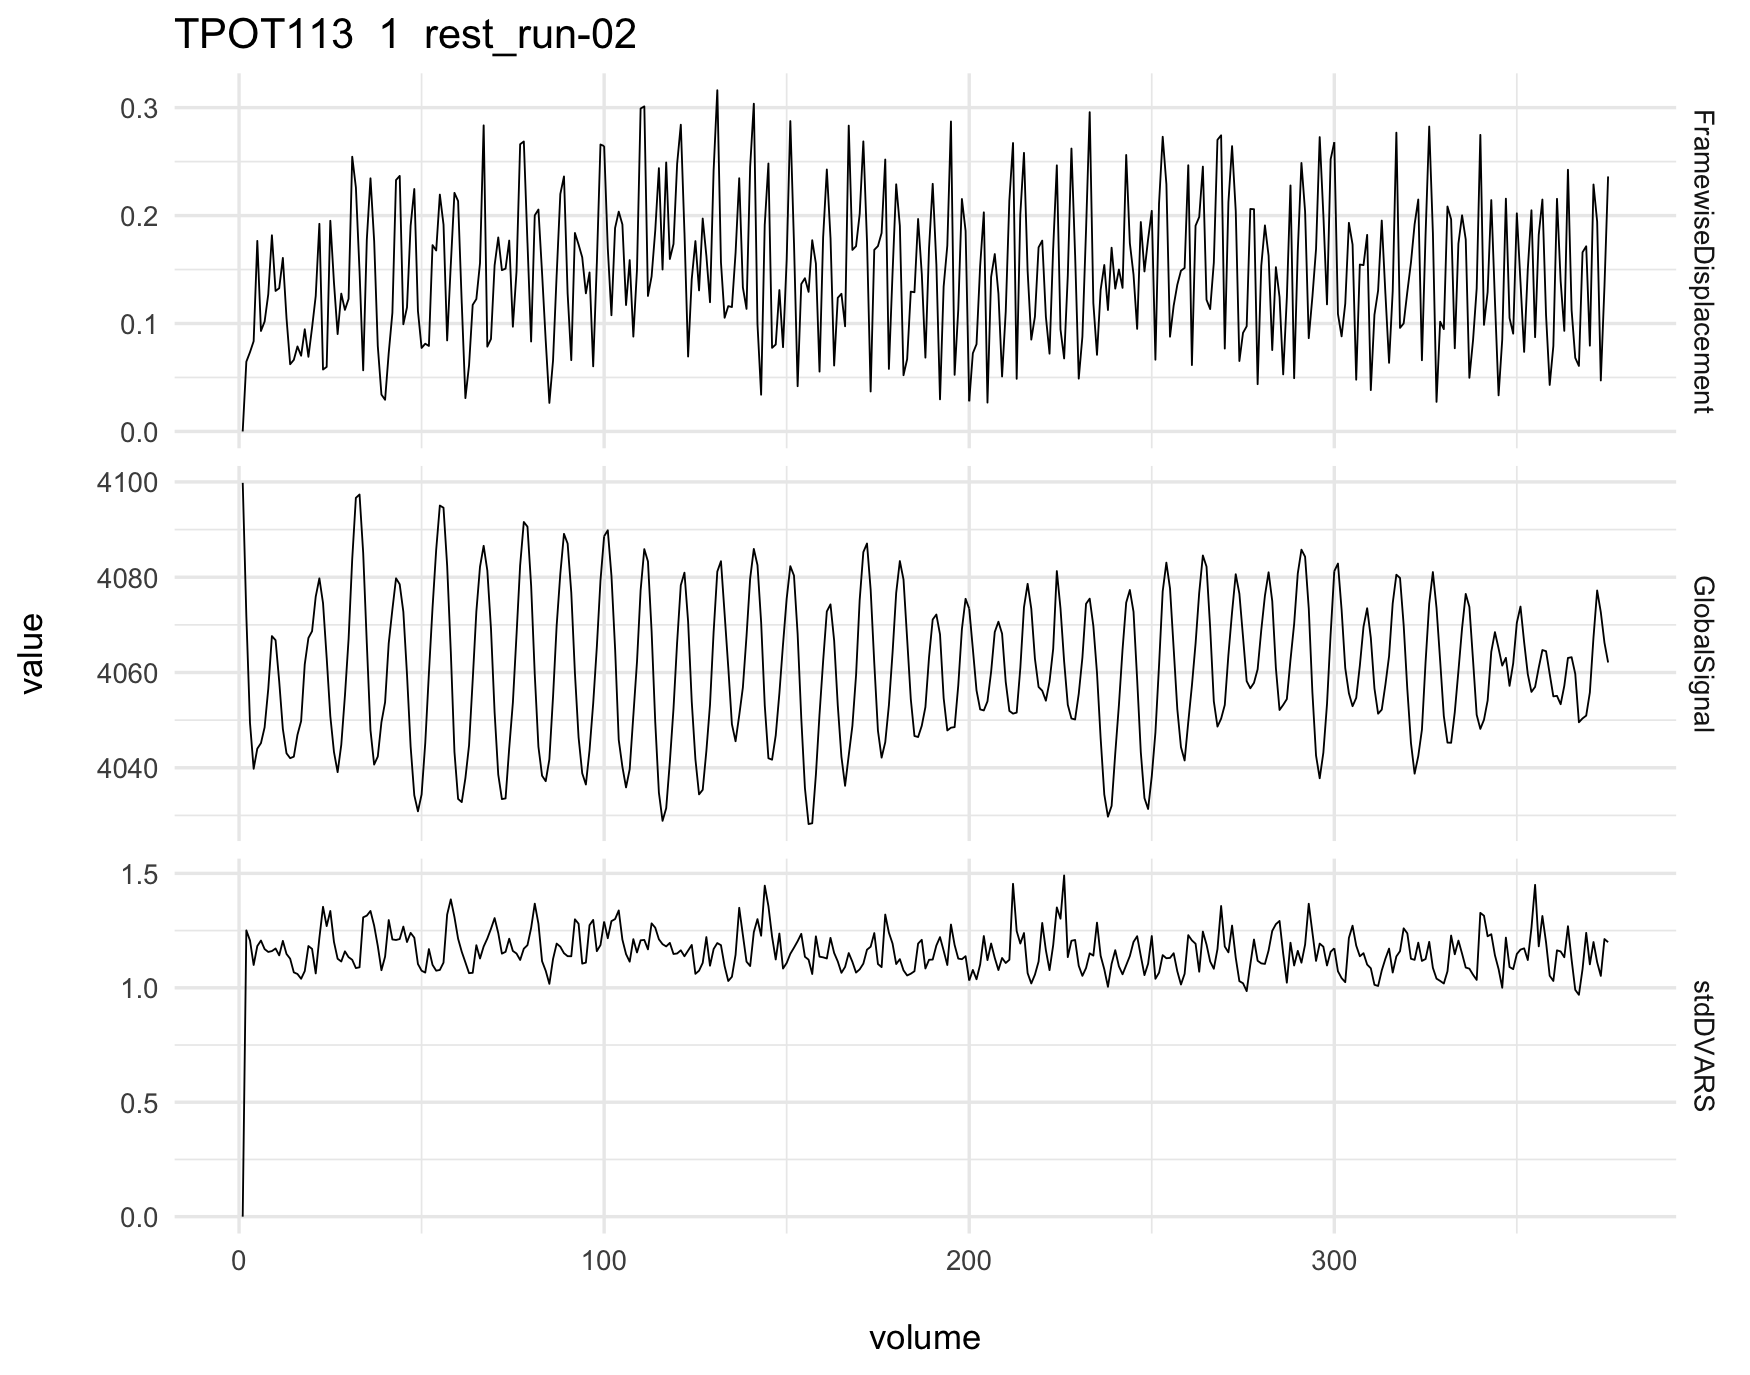 TPOT113 1 rest_run-02
0.3
0.2
0.1
0.0
FramewiseDisplacement
4100
4080
4060
4040
GlobalSignal
value
1.5
1.0
0.5
0.0
stdDVARS
0 100 200 300
volume